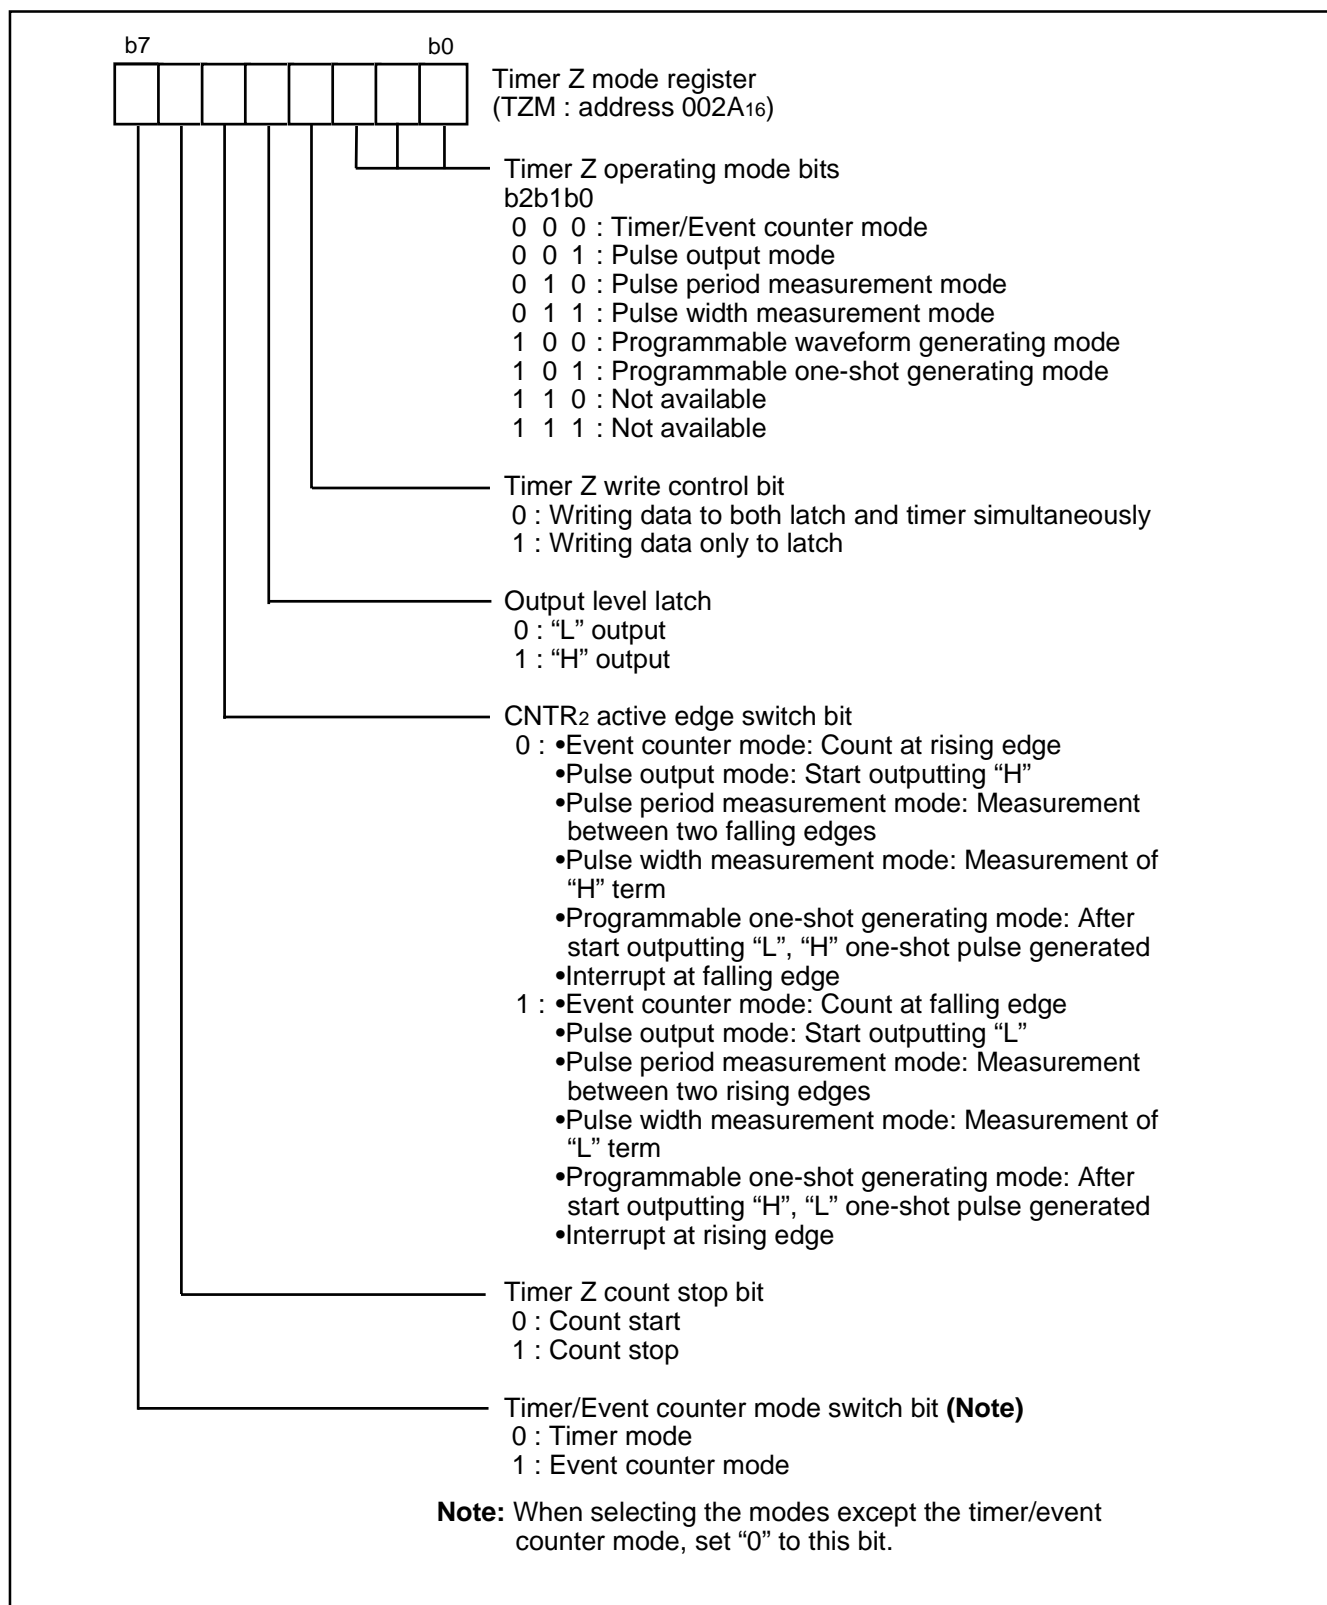 b7 b0
Timer Z mode register
(TZM : address 002A16)
Timer Z operating mode bits
b2b1b0
0 0 0 : Timer/Event counter mode
0 0 1 : Pulse output mode
0 1 0 : Pulse period measurement mode
0 1 1 : Pulse width measurement mode
1 0 0 : Programmable waveform generating mode
1 0 1 : Programmable one-shot generating mode
1 1 0 : Not available
1 1 1 : Not available
Timer Z write control bit
0 : Writing data to both latch and timer simultaneously
1 : Writing data only to latch
Output level latch
0 : “L” output
1 : “H” output
CNTR2 active edge switch bit
0 : •Event counter mode: Count at rising edge
•Pulse output mode: Start outputting “H”
•Pulse period measurement mode: Measurement
between two falling edges
•Pulse width measurement mode: Measurement of
“H” term
•Programmable one-shot generating mode: After
start outputting “L”, “H” one-shot pulse generated
•Interrupt at falling edge
1 : •Event counter mode: Count at falling edge
•Pulse output mode: Start outputting “L”
•Pulse period measurement mode: Measurement
between two rising edges
•Pulse width measurement mode: Measurement of
“L” term
•Programmable one-shot generating mode: After
start outputting “H”, “L” one-shot pulse generated
•Interrupt at rising edge
Timer Z count stop bit
0 : Count start
1 : Count stop
Timer/Event counter mode switch bit (Note)
0 : Timer mode
1 : Event counter mode
Note: When selecting the modes except the timer/event
counter mode, set “0” to this bit.